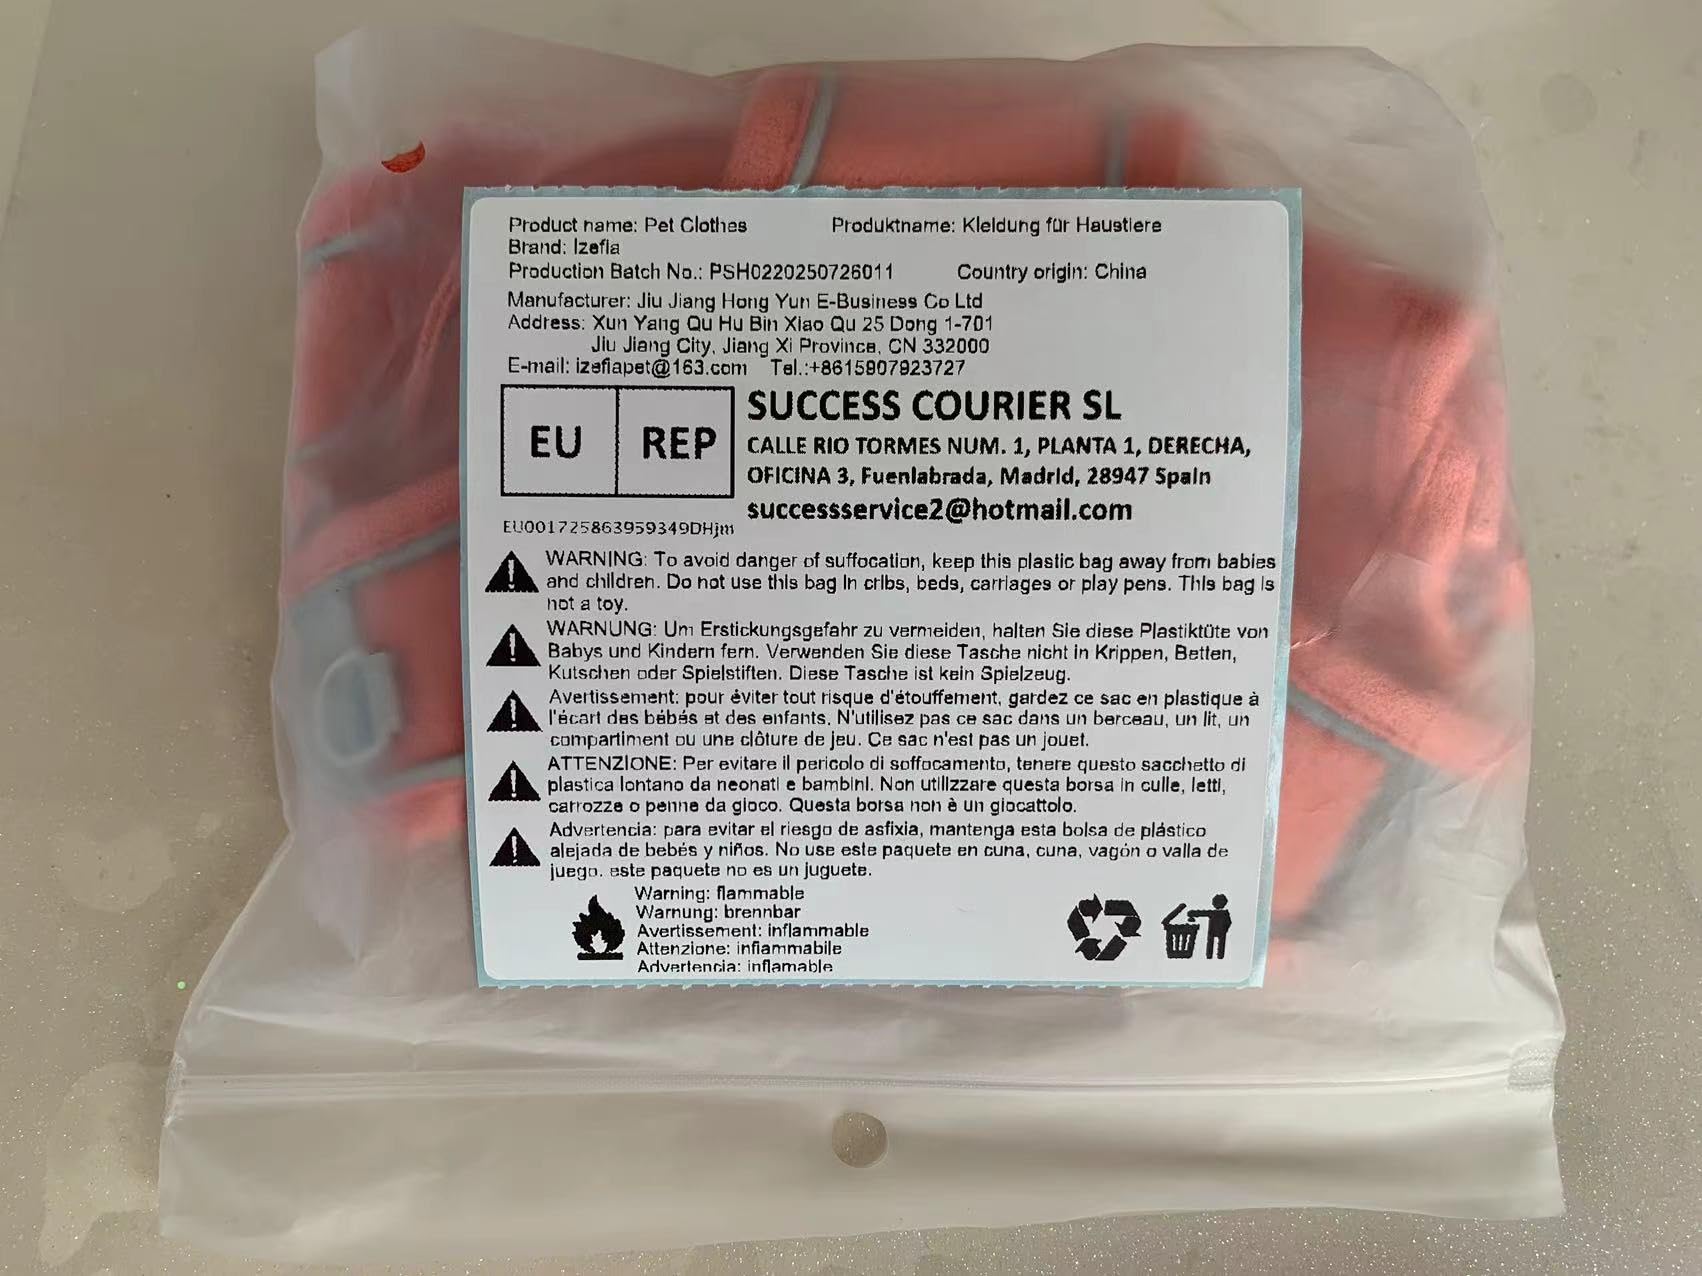 Product name: Pet Clothes Produktname: Kleidung für Haustiere
Brand: Izefia
Production Batch No.: PSH0220250726011 Country origin: China
Manufacturer: Jiu Jiang Hong Yun E-Business Co Ltd
Address: Xun Yang Qu Hu Bin Xiao Qu 25 Dong 1-701
Jiu Jiang City, Jiang Xi Province, CN 332000
E-mail: izefiapet@163.com Tel.:+8615907923727
EU REP
SUCCESS COURIER SL
CALLE RIO TORMES NUM. 1, PLANTA 1, DERECHA,
OFICINA 3, Fuenlabrada, Madrid, 28947 Spain
successservice2@hotmail.com
EU001725863959349DHjm
WARNING: To avoid danger of suffocation, keep this plastic bag away from babies
and children. Do not use this bag in cribs, beds, carriages or play pens. This bag is
not a toy.
WARNUNG: Um Erstickungsgefahr zu vermeiden, halten Sie diese Plastiktüte von
Babys und Kindern fern. Verwenden Sie diese Tasche nicht in Krippen, Betten,
Kutschen oder Spielstiften. Diese Tasche ist kein Spielzeug.
Avertissement: pour éviter tout risque d'étouffement, gardez ce sac en plastique à
l'écart des bébés et des enfants. N'utilisez pas ce sac dans un berceau, un lit, un
compartiment ou une clôture de jeu. Ce sac n'est pas un jouet.
ATTENZIONE: Per evitare il pericolo di soffocamento, tenere questo sacchetto di
plastica lontano da neonati e bambini. Non utilizzare questa borsa in culle, letti,
carrozze o penne da gioco. Questa borsa non è un giocattolo.
Advertencia: para evitar el riesgo de asfixia, mantenga esta bolsa de plástico
alejada de bebés y niños. No use este paquete en cuna, cuna, vagón o valla de
juego. este paquete no es un juguete.
Warning: flammable
Warnung: brennbar
Avertissement: inflammable
Attenzione: infiammabile
Advertencia: inflamable